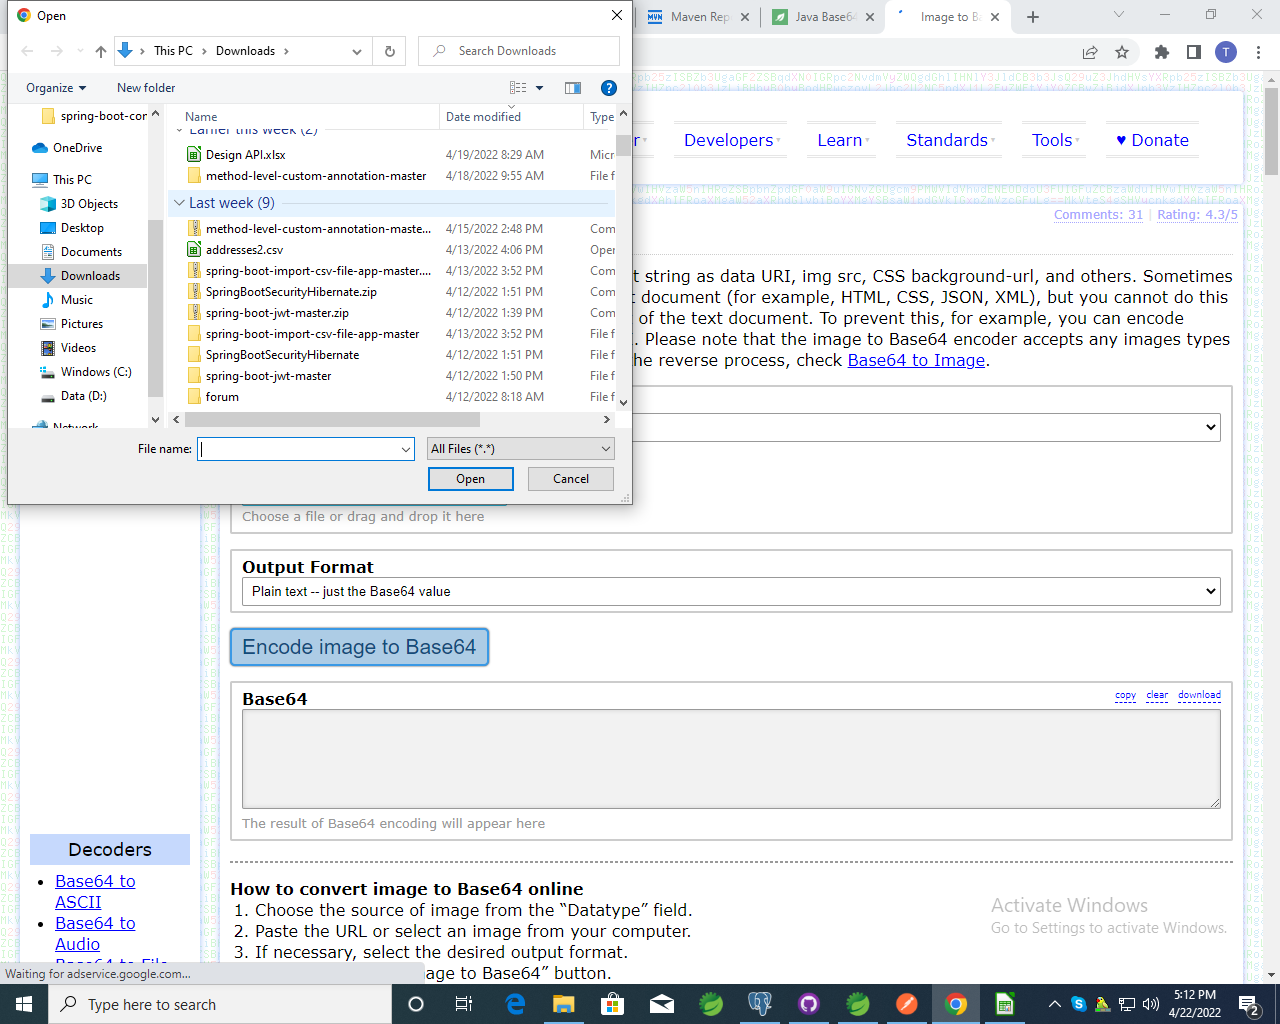 Open
This PC
Downloads
Search Downloads
Organize
New folder
spring-boot-con
OneDrive
This PC
3D Objects
Desktop
Documents
Downloads
Music
Pictures
Videos
Windows (C:)
Data (D:)
Network
Name
Date modified
Type
Earlier this week (2)
Design API.xlsx 4/19/2022 8:29 AM Micr
method-level-custom-annotation-master 4/18/2022 9:55 AM File f
Last week (9)
method-level-custom-annotation-maste... 4/15/2022 2:48 PM Com
addresses2.csv 4/13/2022 4:06 PM Open
spring-boot-import-csv-file-app-master.... 4/13/2022 3:52 PM Com
SpringBootSecurityHibernate.zip 4/12/2022 1:51 PM Com
spring-boot-jwt-master.zip 4/12/2022 1:39 PM Com
spring-boot-import-csv-file-app-master 4/13/2022 3:52 PM File f
SpringBootSecurityHibernate 4/12/2022 1:51 PM File f
spring-boot-jwt-master 4/12/2022 1:50 PM File f
forum 4/12/2022 8:18 AM File f
File name:
All Files (*.*)
Open
Cancel
MVN Maven Rep
Java Base64
Image to B
T
r
Developers
Learn
Standards
Tools
♥ Donate
Comments: 31 | Rating: 4.3/5
t string as data URI, img src, CSS background-url, and others. Sometimes
t document (for example, HTML, CSS, JSON, XML), but you cannot do this
of the text document. To prevent this, for example, you can encode
. Please note that the image to Base64 encoder accepts any images types
he reverse process, check Base64 to Image.
Choose a file or drag and drop it here
Output Format
Plain text -- just the Base64 value
Encode image to Base64
Base64
copy clear download
The result of Base64 encoding will appear here
Decoders
• Base64 to
ASCII
• Base64 to
Audio
Base64 to File
How to convert image to Base64 online
1. Choose the source of image from the “Datatype” field.
2. Paste the URL or select an image from your computer.
3. If necessary, select the desired output format.
age to Base64” button.
Activate Windows
Go to Settings to activate Windows.
Waiting for adservice.google.com...
Type here to search
5:12 PM
4/22/2022
2